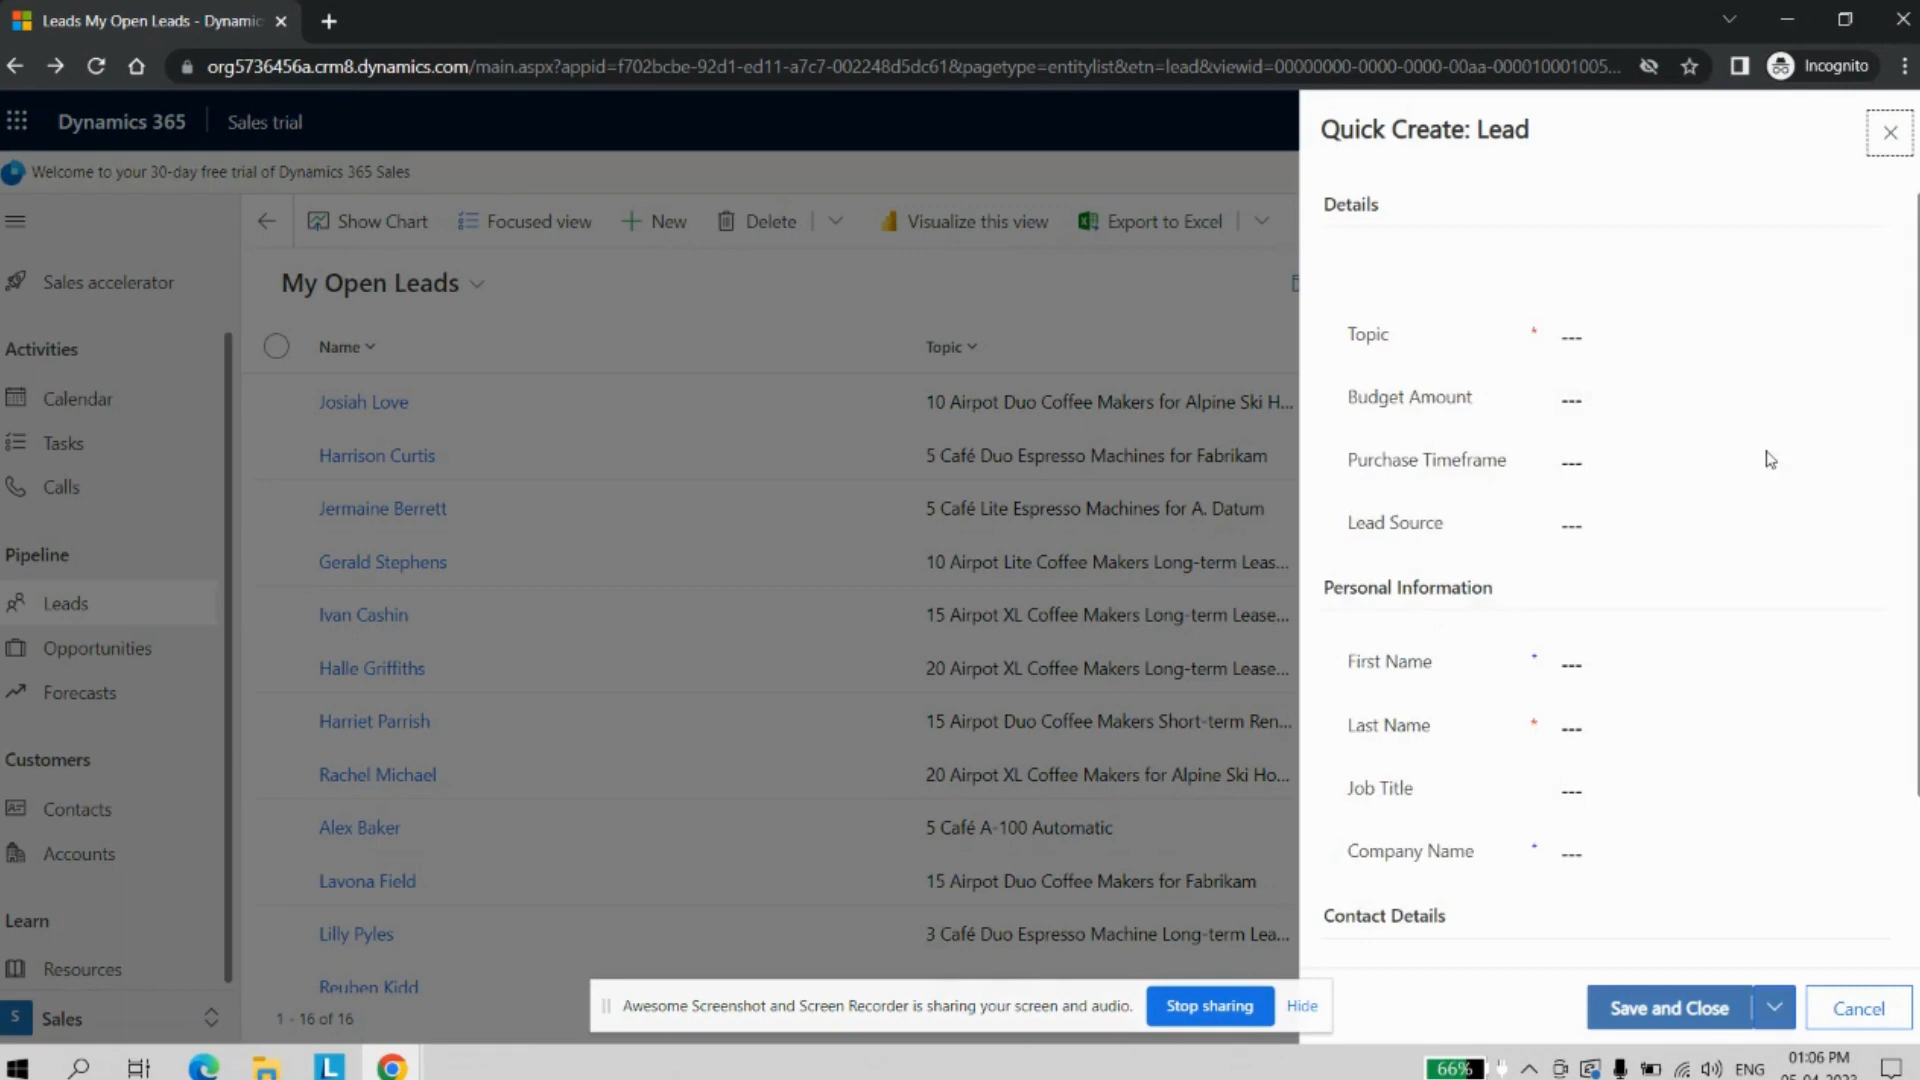 Leads My Open Leads - Dynamic
org5736456a.crm8.dynamics.com/main.aspx?appid=f702bcbe-92d1-ed11-a7c7-002248d5dc61&pagetype=entitylist&etn=lead&viewid=00000000-0000-0000-00aa-000010001005...
Incognito
Dynamics 365
Sales trial
Welcome to your 30-day free trial of Dynamics 365 Sales
Show Chart
Focused view
New
Delete
Visualize this view
Export to Excel
Sales accelerator
Activities
Calendar
Tasks
Calls
Pipeline
Leads
Opportunities
Forecasts
Customers
Contacts
Accounts
Learn
Resources
S Sales
My Open Leads
Name Topic
Josiah Love 10 Airpot Duo Coffee Makers for Alpine Ski H...
Harrison Curtis 5 Café Duo Espresso Machines for Fabrikam
Jermaine Berrett 5 Café Lite Espresso Machines for A. Datum
Gerald Stephens 10 Airpot Lite Coffee Makers Long-term Leas...
Ivan Cashin 15 Airpot XL Coffee Makers Long-term Lease...
Halle Griffiths 20 Airpot XL Coffee Makers Long-term Lease...
Harriet Parrish 15 Airpot Duo Coffee Makers Short-term Ren...
Rachel Michael 20 Airpot XL Coffee Makers for Alpine Ski Ho...
Alex Baker 5 Café A-100 Automatic
Lavona Field 15 Airpot Duo Coffee Makers for Fabrikam
Lilly Pyles 3 Café Duo Espresso Machine Long-term Lea...
Reuben Kidd
1 - 16 of 16
Quick Create: Lead
Details
Topic * ---
Budget Amount ---
Purchase Timeframe ---
Lead Source ---
Personal Information
First Name * ---
Last Name * ---
Job Title ---
Company Name * ---
Contact Details
Save and Close
Cancel
Awesome Screenshot and Screen Recorder is sharing your screen and audio.
Stop sharing
Hide
66%
ENG
01:06 PM
05-04-2023